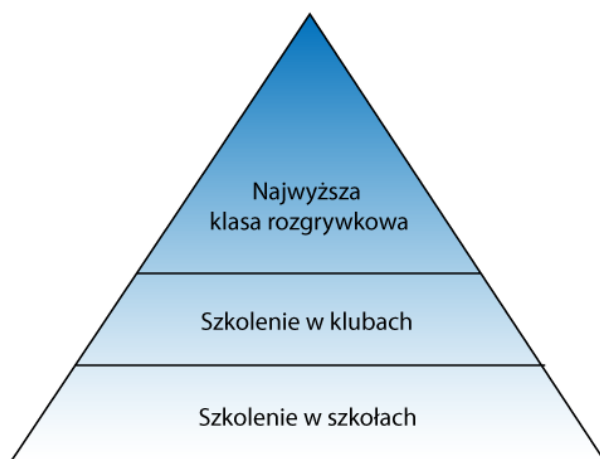 Najwyższa
klasa rozgrywkowa
Szkolenie w klubach
Szkolenie w szkołach